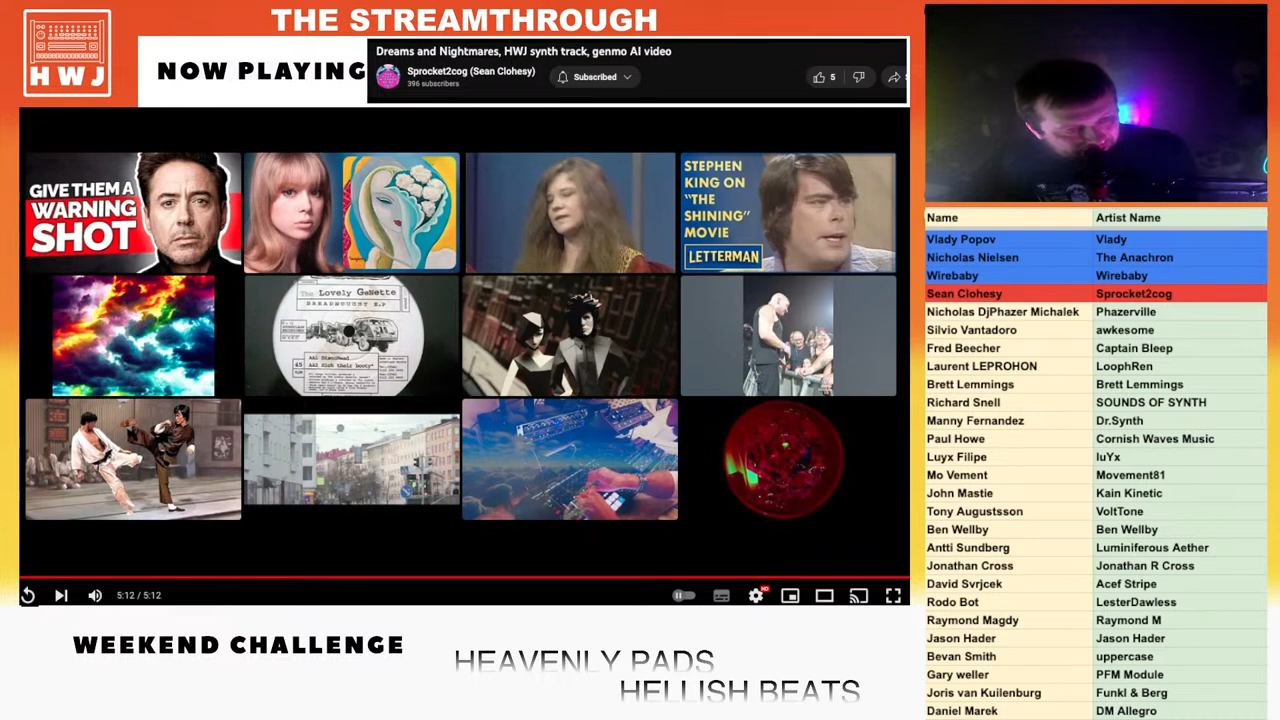 THE STREAMTHROUGH
HWJ
NOW PLAYING
Dreams and Nightmares, HWJ synth track, genmo AI video
Sprocket2cog (Sean Clohesy)
396 subscribers
Subscribed
5
GIVE THEM A
WARNING
SHOT
STEPHEN
KING ON
"THE
SHINING"
MOVIE
LETTERMAN
The Lovely GaNette
DREADNOUGHT E.P
45
5:12 / 5:12
HD
WEEKEND CHALLENGE
HEAVENLY PADS
HELLISH BEATS
Name Artist Name
Vlady Popov Vlady
Nicholas Nielsen The Anachron
Wirebaby Wirebaby
Sean Clohesy Sprocket2cog
Nicholas DjPhazer Michalek Phazerville
Silvio Vantadoro awkesome
Fred Beecher Captain Bleep
Laurent LEPROHON LoophRen
Brett Lemmings Brett Lemmings
Richard Snell SOUNDS OF SYNTH
Manny Fernandez Dr.Synth
Paul Howe Cornish Waves Music
Luyx Filipe luYx
Mo Vement Movement81
John Mastie Kain Kinetic
Tony Augustsson VoltTone
Ben Wellby Ben Wellby
Antti Sundberg Luminiferous Aether
Jonathan Cross Jonathan R Cross
David Svrjcek Acef Stripe
Rodo Bot LesterDawless
Raymond Magdy Raymond M
Jason Hader Jason Hader
Bevan Smith uppercase
Gary weller PFM Module
Joris van Kuilenburg Funkl & Berg
Daniel Marek DM Allegro